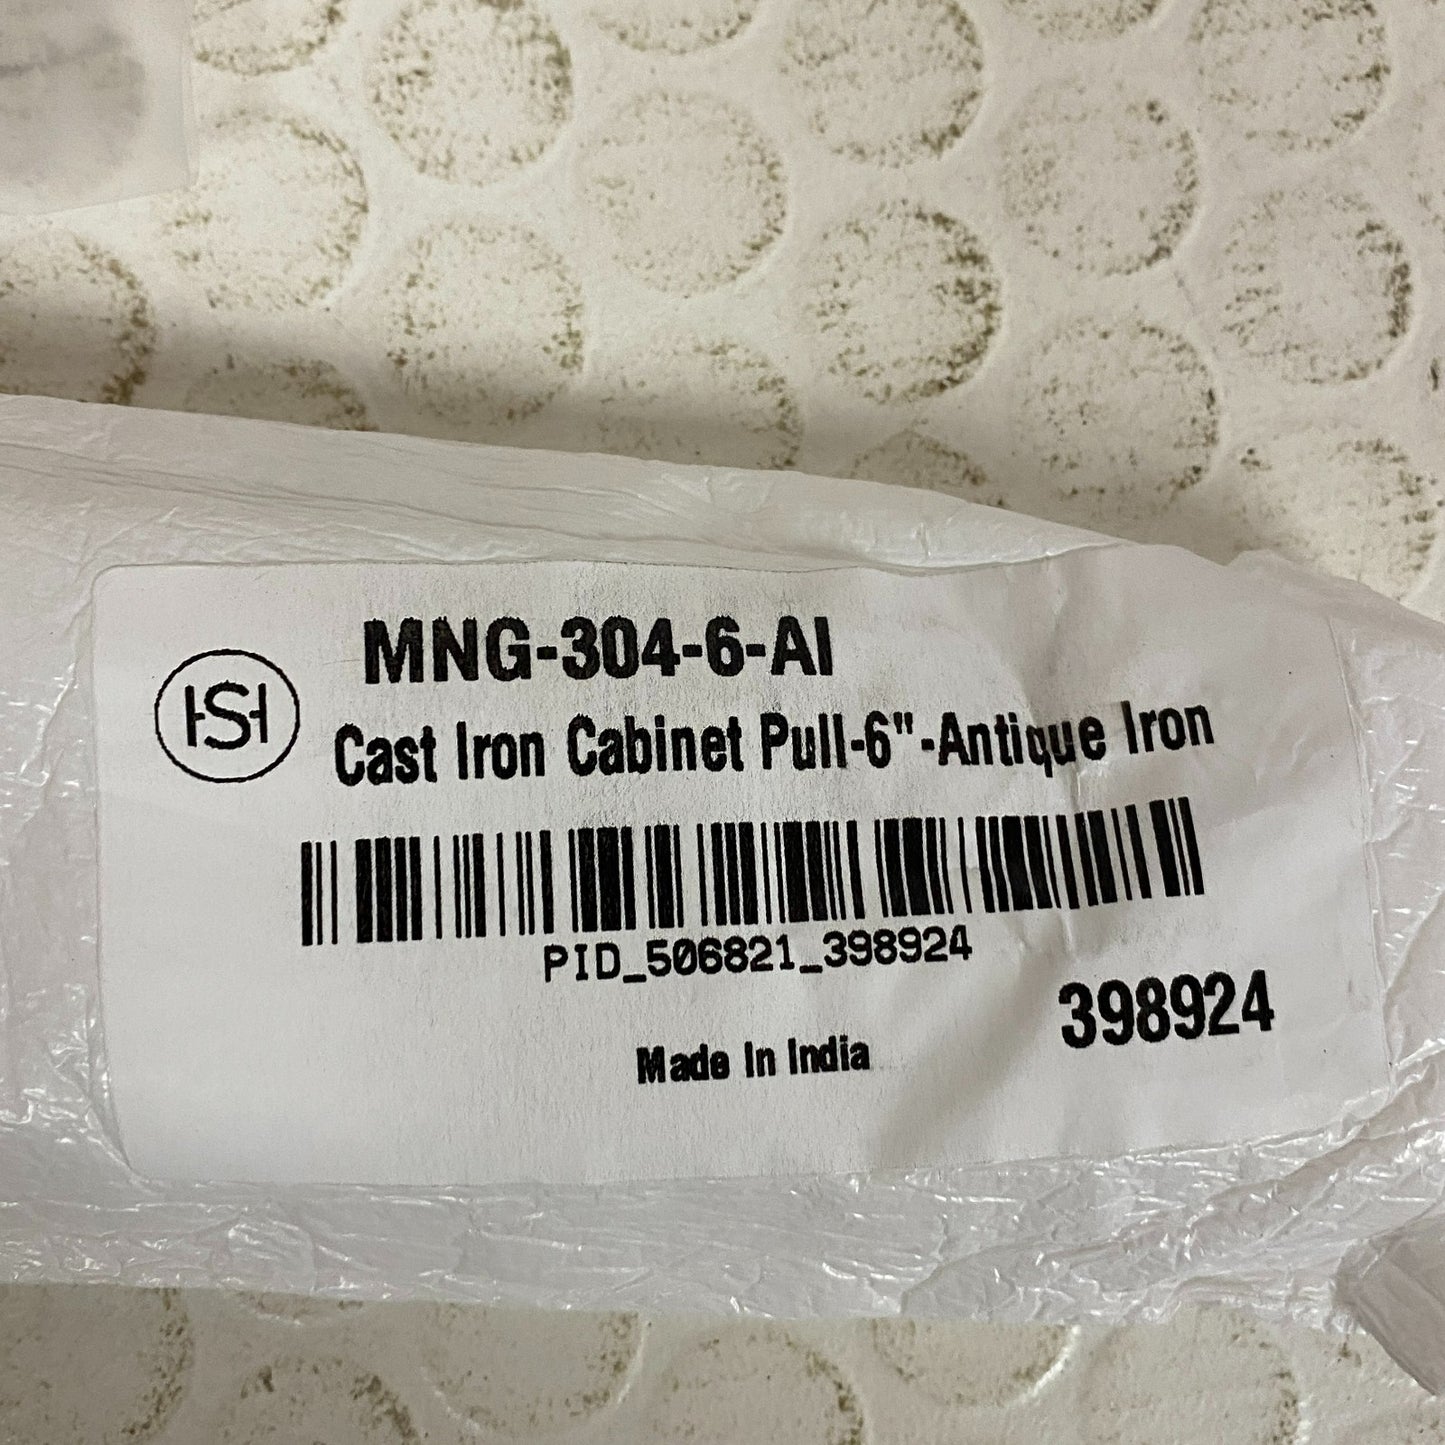 MNG-304-6-AI
HSH
Cast Iron Cabinet Pull-6"-Antique Iron
PID_506821_398924
398924
Made In India